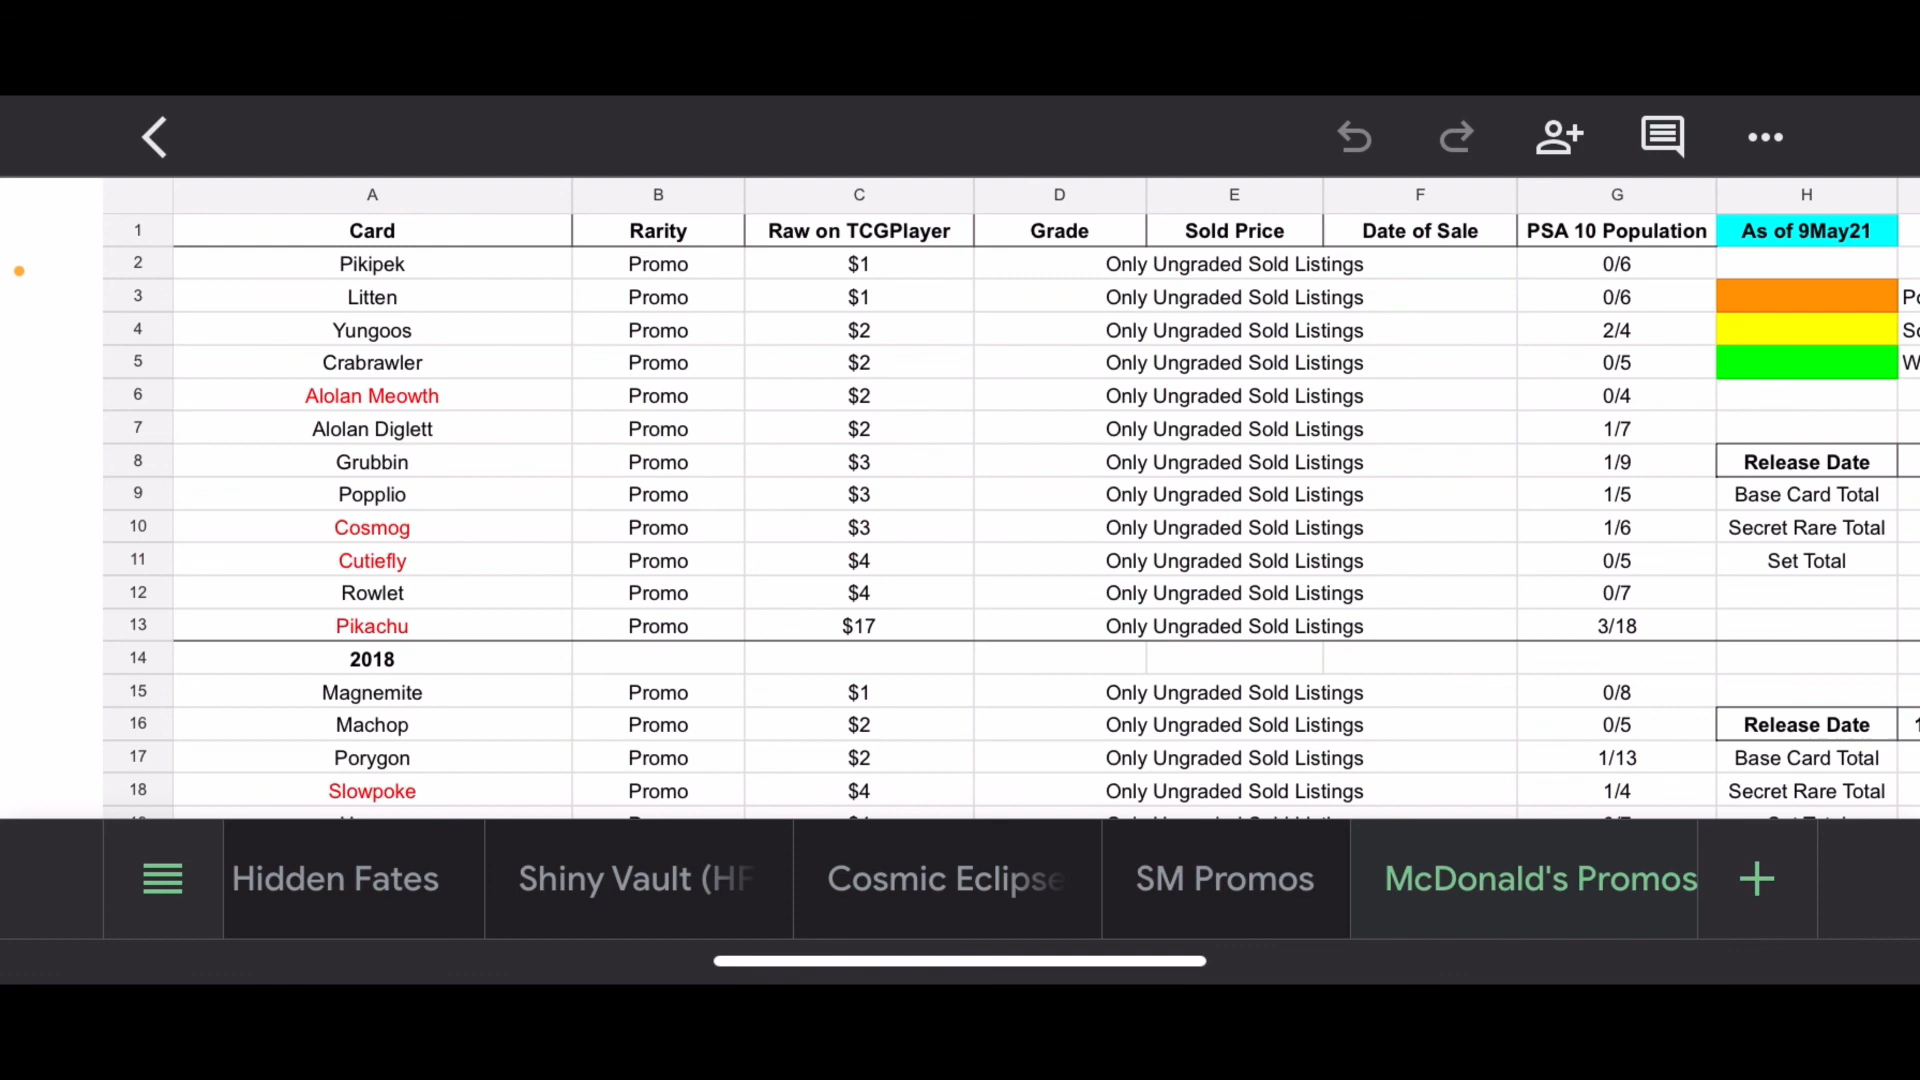 A B C D E F G H
1 Card Rarity Raw on TCGPlayer Grade Sold Price Date of Sale PSA 10 Population As of 9May21
2 Pikipek Promo $1 Only Ungraded Sold Listings 0/6
3 Litten Promo $1 Only Ungraded Sold Listings 0/6
4 Yungoos Promo $2 Only Ungraded Sold Listings 2/4
5 Crabrawler Promo $2 Only Ungraded Sold Listings 0/5
6 Alolan Meowth Promo $2 Only Ungraded Sold Listings 0/4
7 Alolan Diglett Promo $2 Only Ungraded Sold Listings 1/7
8 Grubbin Promo $3 Only Ungraded Sold Listings 1/9 Release Date
9 Popplio Promo $3 Only Ungraded Sold Listings 1/5 Base Card Total
10 Cosmog Promo $3 Only Ungraded Sold Listings 1/6 Secret Rare Total
11 Cutiefly Promo $4 Only Ungraded Sold Listings 0/5 Set Total
12 Rowlet Promo $4 Only Ungraded Sold Listings 0/7
13 Pikachu Promo $17 Only Ungraded Sold Listings 3/18
14 2018
15 Magnemite Promo $1 Only Ungraded Sold Listings 0/8
16 Machop Promo $2 Only Ungraded Sold Listings 0/5 Release Date
17 Porygon Promo $2 Only Ungraded Sold Listings 1/13 Base Card Total
18 Slowpoke Promo $4 Only Ungraded Sold Listings 1/4 Secret Rare Total
Hidden Fates Shiny Vault (HF Cosmic Eclipse SM Promos McDonald's Promos